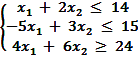 x₁ + 2x₂ ≤ 14
−5x₁ + 3x₂ ≤ 15
4x₁ + 6x₂ ≥ 24